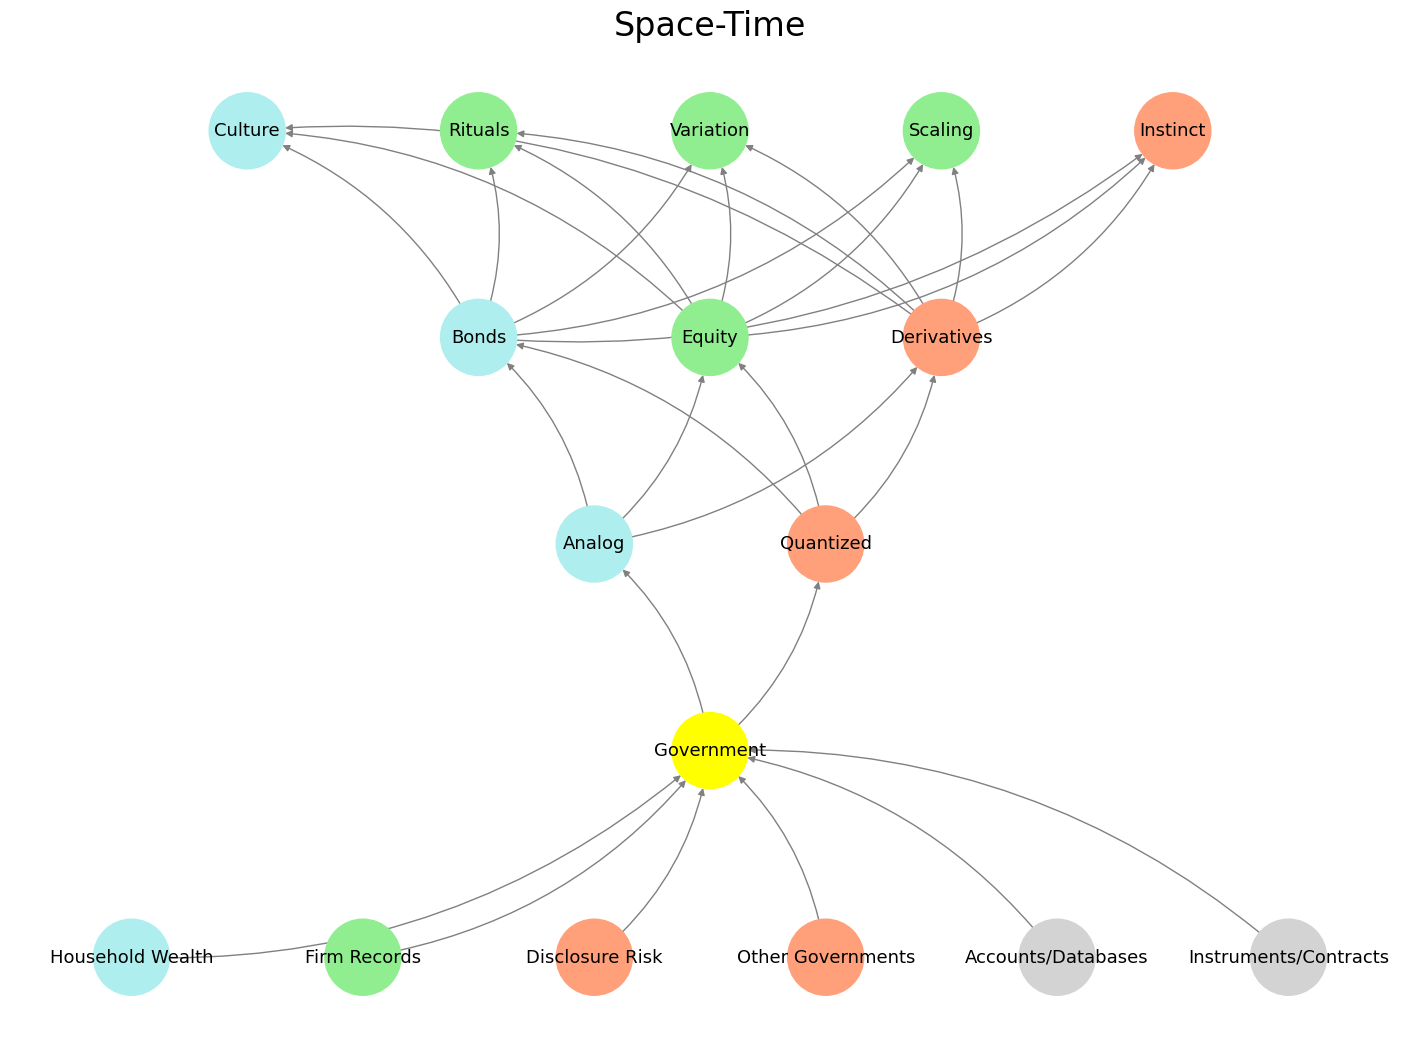 Space-Time
Culture
Rituals
Variation
Scaling
Instinct
Bonds
Equity
Derivatives
Analog
Quantized
Government
Household Wealth
Firm Records
Disclosure Risk
Other Governments
Accounts/Databases
Instruments/Contracts